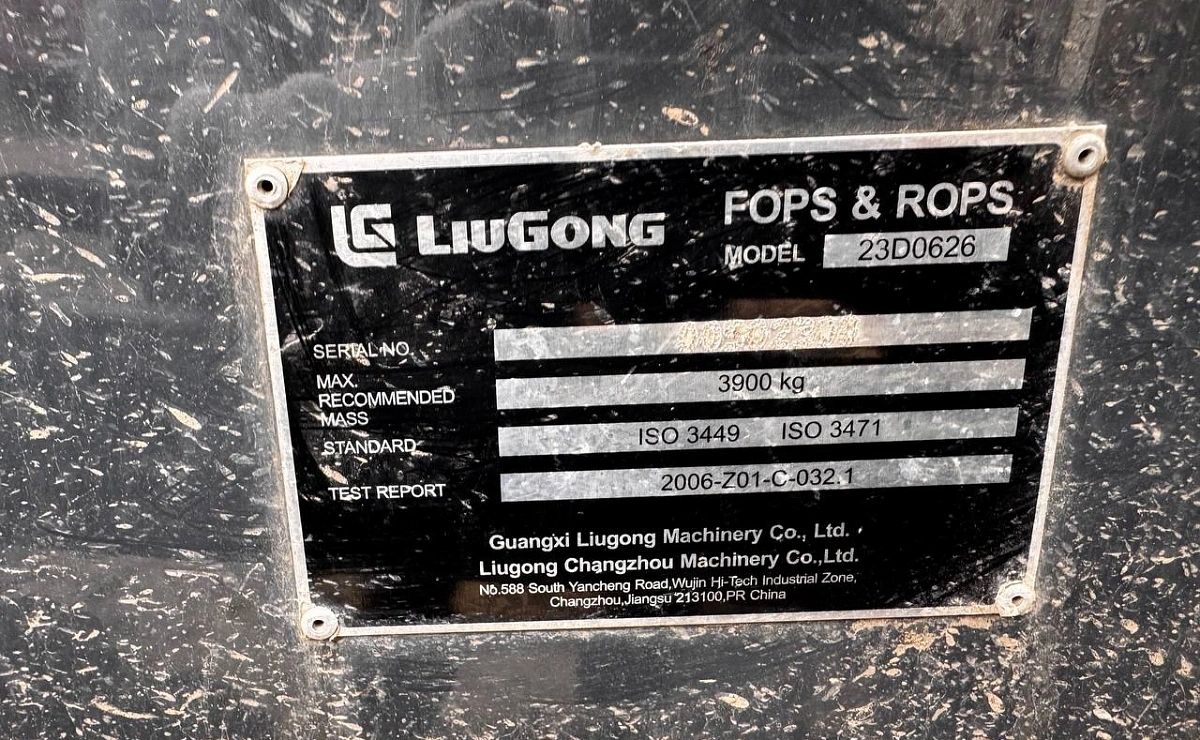 LG LIUGONG
FOPS & ROPS
MODEL 23D0626
SERIAL NO
MAX. RECOMMENDED MASS 3900 kg
STANDARD ISO 3449 ISO 3471
TEST REPORT 2006-Z01-C-032.1
Guangxi Liugong Machinery Co., Ltd.
Liugong Changzhou Machinery Co.,Ltd.
No.588 South Yancheng Road,Wujin Hi-Tech Industrial Zone,
Changzhou,Jiangsu 213100,PR China